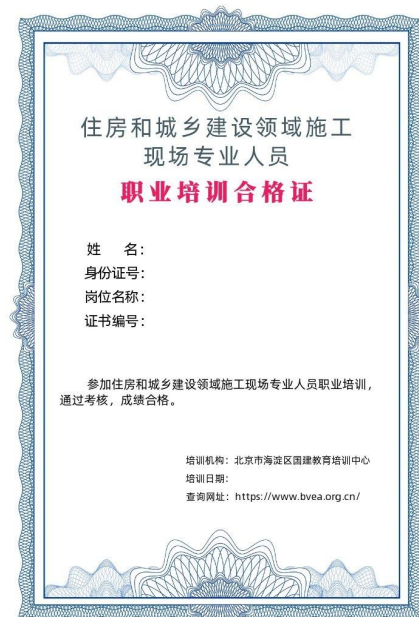 住房和城乡建设领域施工
现场专业人员
职业培训合格证
姓 名：
身份证号：
岗位名称：
证书编号：
参加住房和城乡建设领域施工现场专业人员职业培训，
通过考核，成绩合格。
培训机构：北京市海淀区国建教育培训中心
培训日期：
查询网址：https://www.bvea.org.cn/